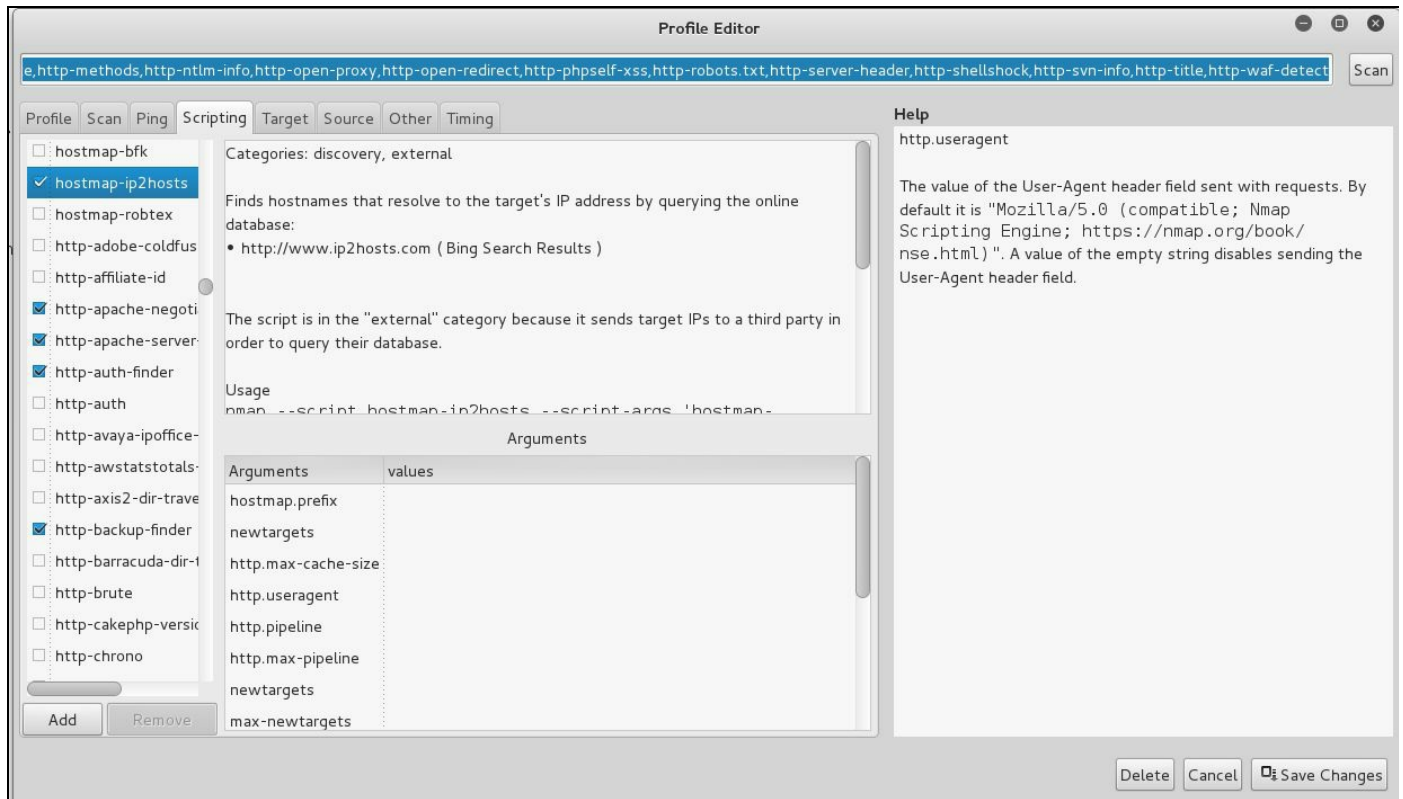 Profile Editor
e,http-methods,http-ntlm-info,http-open-proxy,http-open-redirect,http-phpself-xss,http-robots.txt,http-server-header,http-shellshock,http-svn-info,http-title,http-waf-detect
Scan
Profile Scan Ping Scripting Target Source Other Timing
hostmap-bfk
hostmap-ip2hosts
hostmap-robtex
http-adobe-coldfus
http-affiliate-id
http-apache-negoti
http-apache-server-
http-auth-finder
http-auth
http-avaya-ipoffice-
http-awstatstotals-
http-axis2-dir-trave
http-backup-finder
http-barracuda-dir-t
http-brute
http-cakephp-versio
http-chrono
Add Remove
Categories: discovery, external
Finds hostnames that resolve to the target's IP address by querying the online
database:
• http://www.ip2hosts.com ( Bing Search Results )
The script is in the "external" category because it sends target IPs to a third party in
order to query their database.
Usage
nmap --script hostmap-ip2hosts --script-args 'hostmap-
Arguments
Arguments values
hostmap.prefix
newtargets
http.max-cache-size
http.useragent
http.pipeline
http.max-pipeline
newtargets
max-newtargets
Help
http.useragent
The value of the User-Agent header field sent with requests. By
default it is "Mozilla/5.0 (compatible; Nmap
Scripting Engine; https://nmap.org/book/
nse.html)". A value of the empty string disables sending the
User-Agent header field.
Delete Cancel Save Changes